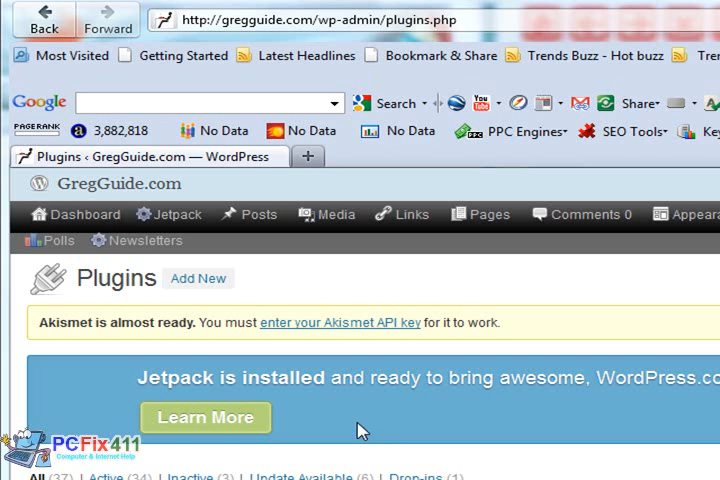 http://gregguide.com/wp-admin/plugins.php
Back Forward
Most Visited Getting Started Latest Headlines Bookmark & Share Trends Buzz - Hot buzz
Google Search You Tube Share
PAGERANK a 3,882,818 No Data No Data No Data PPC PPC Engines SEO Tools
Plugins ‹ GregGuide.com — WordPress +
GregGuide.com
Dashboard Jetpack Posts Media Links Pages Comments 0
Polls Newsletters
Plugins Add New
Akismet is almost ready. You must enter your Akismet API key for it to work.
Jetpack is installed and ready to bring awesome, WordPress.co
Learn More
PCFix411
Computer & Internet Help
All (37) | Active (34) | Inactive (3) | Update Available (6) | Drop-ins (1)